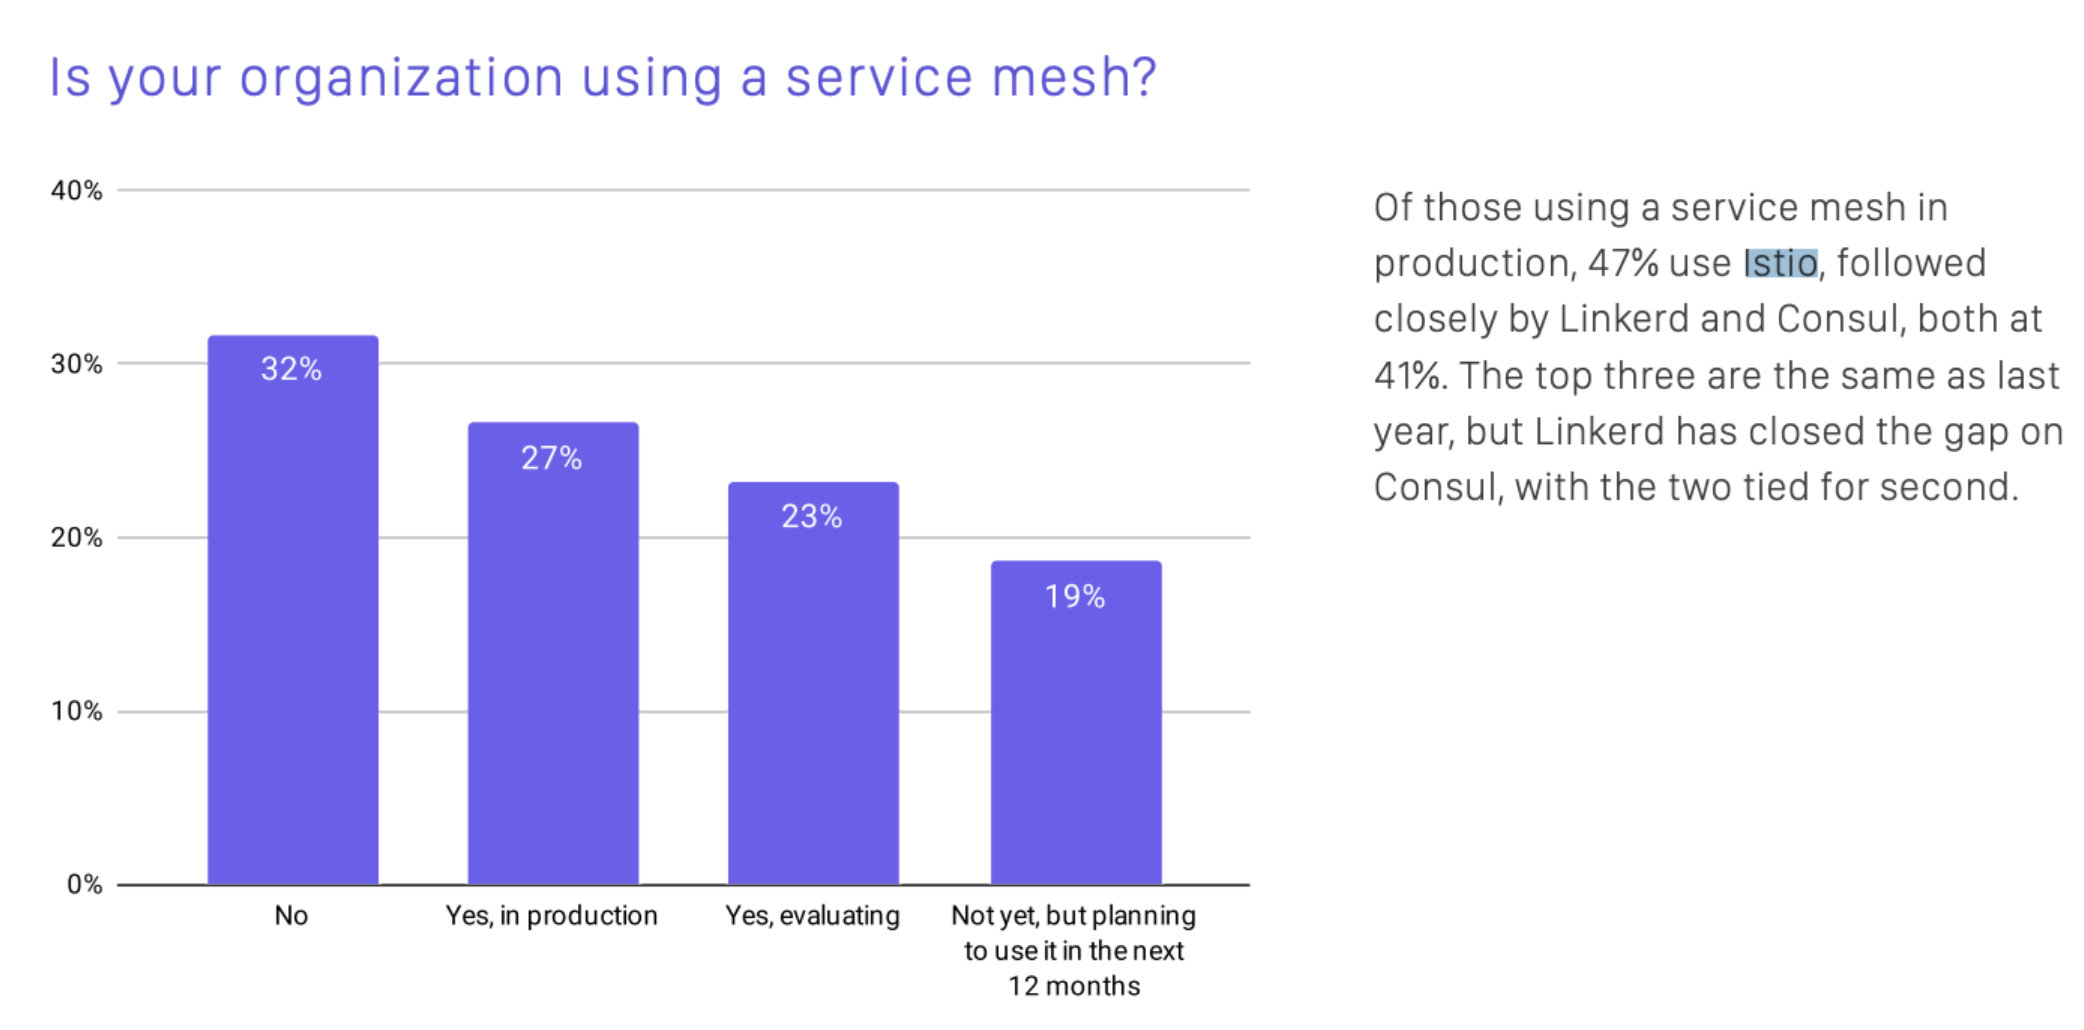 Is your organization using a service mesh?
40%
30%
20%
10%
0%
32%
27%
23%
19%
No
Yes, in production
Yes, evaluating
Not yet, but planning
to use it in the next
12 months
Of those using a service mesh in
production, 47% use Istio, followed
closely by Linkerd and Consul, both at
41%. The top three are the same as last
year, but Linkerd has closed the gap on
Consul, with the two tied for second.